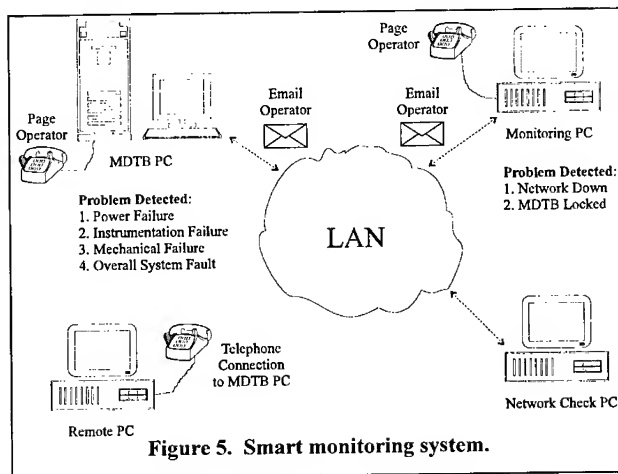 Page
Operator
MDTB PC
Email
Operator
Problem Detected:
1. Power Failure
2. Instrumentation Failure
3. Mechanical Failure
4. Overall System Fault
Page
Operator
Email
Operator
Monitoring PC
Problem Detected:
1. Network Down
2. MDTB Locked
LAN
Remote PC
Telephone
Connection
to MDTB PC
Network Check PC
Figure 5. Smart monitoring system.